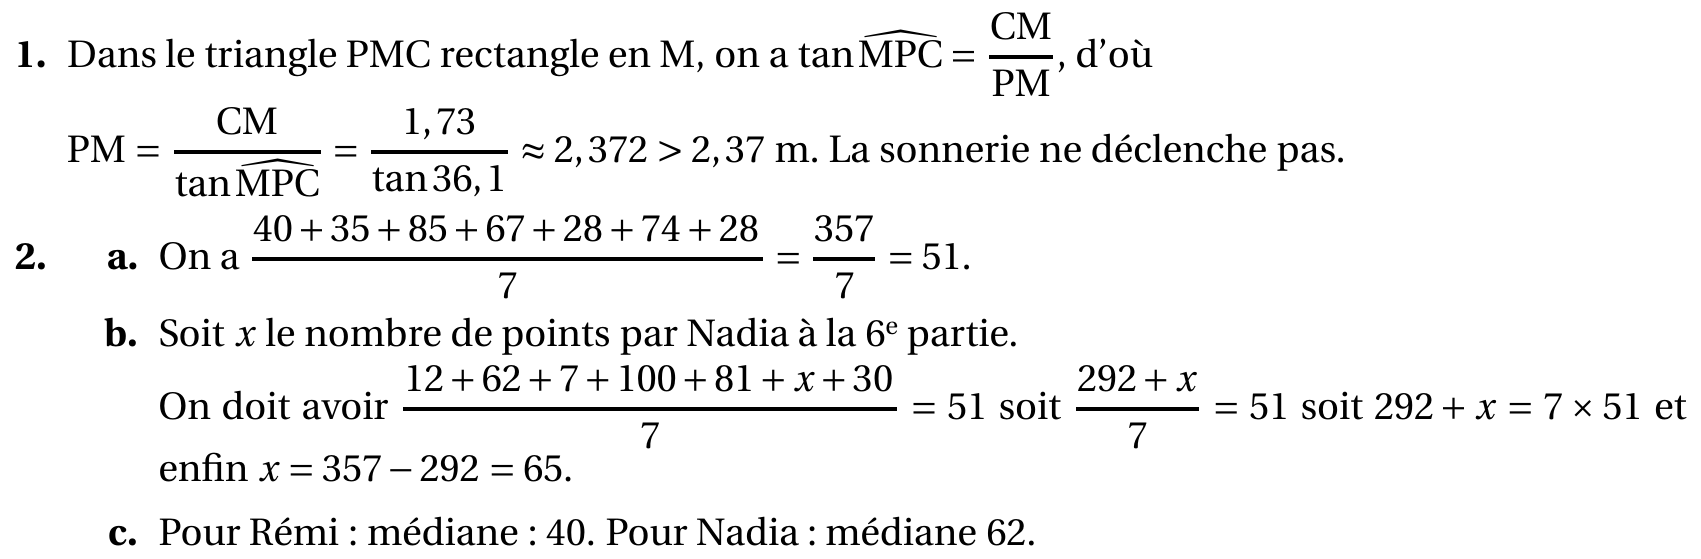 1. Dans le triangle PMC rectangle en M, on a tan \widehat{MPC} = \frac{CM}{PM}, d’où
PM = \frac{CM}{tan \widehat{MPC}} = \frac{1,73}{tan 36,1} ≈ 2,372 > 2,37 m. La sonnerie ne déclenche pas.
2. a. On a \frac{40 + 35 + 85 + 67 + 28 + 74 + 28}{7} = \frac{357}{7} = 51.
b. Soit x le nombre de points par Nadia à la 6ᵉ partie.
On doit avoir \frac{12 + 62 + 7 + 100 + 81 + x + 30}{7} = 51 soit \frac{292 + x}{7} = 51 soit 292 + x = 7 × 51 et
enfin x = 357 − 292 = 65.
c. Pour Rémi : médiane : 40. Pour Nadia : médiane 62.